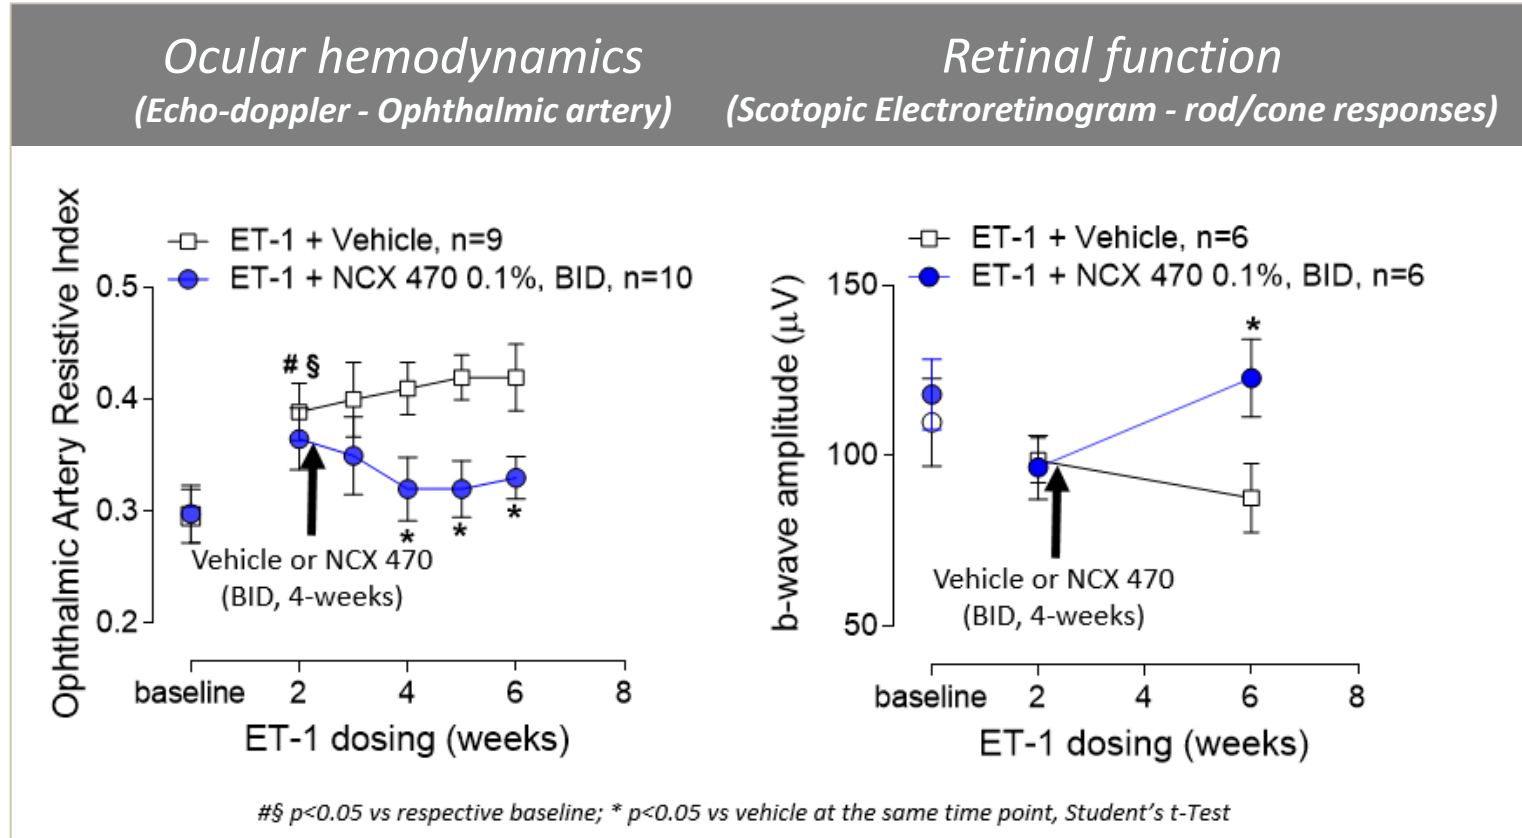 Ocular hemodynamics
(Echo-doppler - Ophthalmic artery)
Retinal function
(Scotopic Electroretinogram - rod/cone responses)
Ophthalmic Artery Resistive Index
ET-1 + Vehicle, n=9
ET-1 + NCX 470 0.1%, BID, n=10
0.5
0.4
0.3
0.2
# §
*
*
*
Vehicle or NCX 470
(BID, 4-weeks)
baseline 2 4 6 8
ET-1 dosing (weeks)
b-wave amplitupe (µV)
ET-1 + Vehicle, n=6
ET-1 + NCX 470 0.1%, BID, n=6
150
100
50
*
Vehicle or NCX 470
(BID, 4-weeks)
baseline 2 4 6 8
ET-1 dosing (weeks)
#§ p<0.05 vs respective baseline; * p<0.05 vs vehicle at the same time point, Student’s t-Test